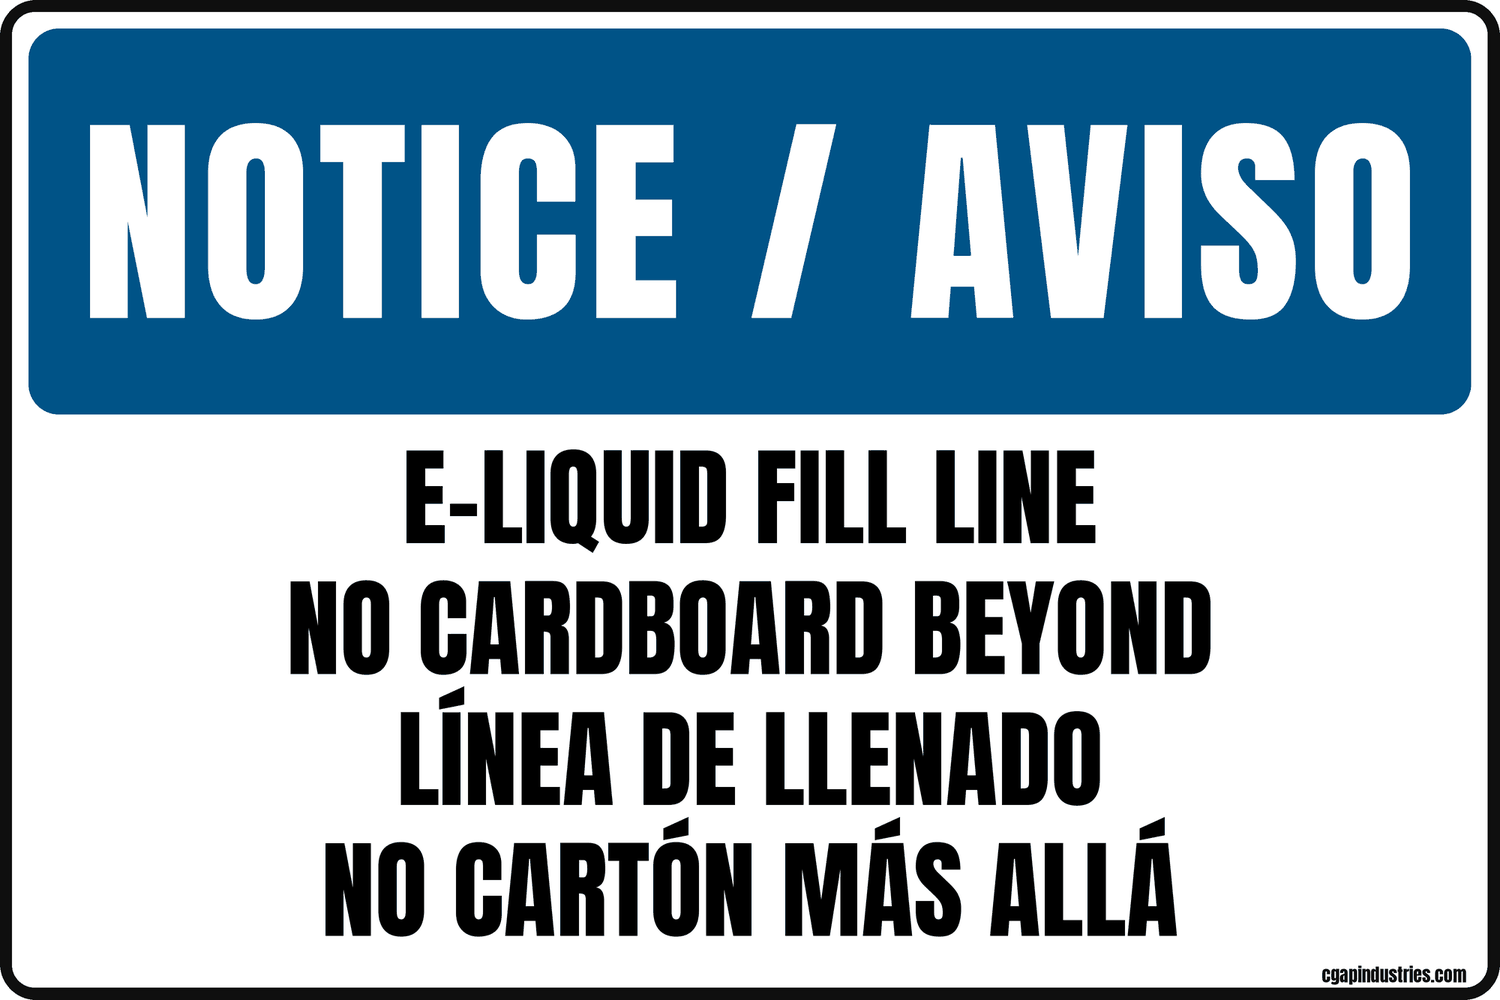 NOTICE / AVISO
E-LIQUID FILL LINE
NO CARDBOARD BEYOND
LÍNEA DE LLENADO
NO CARTÓN MÁS ALLÁ
cgapindustries.com